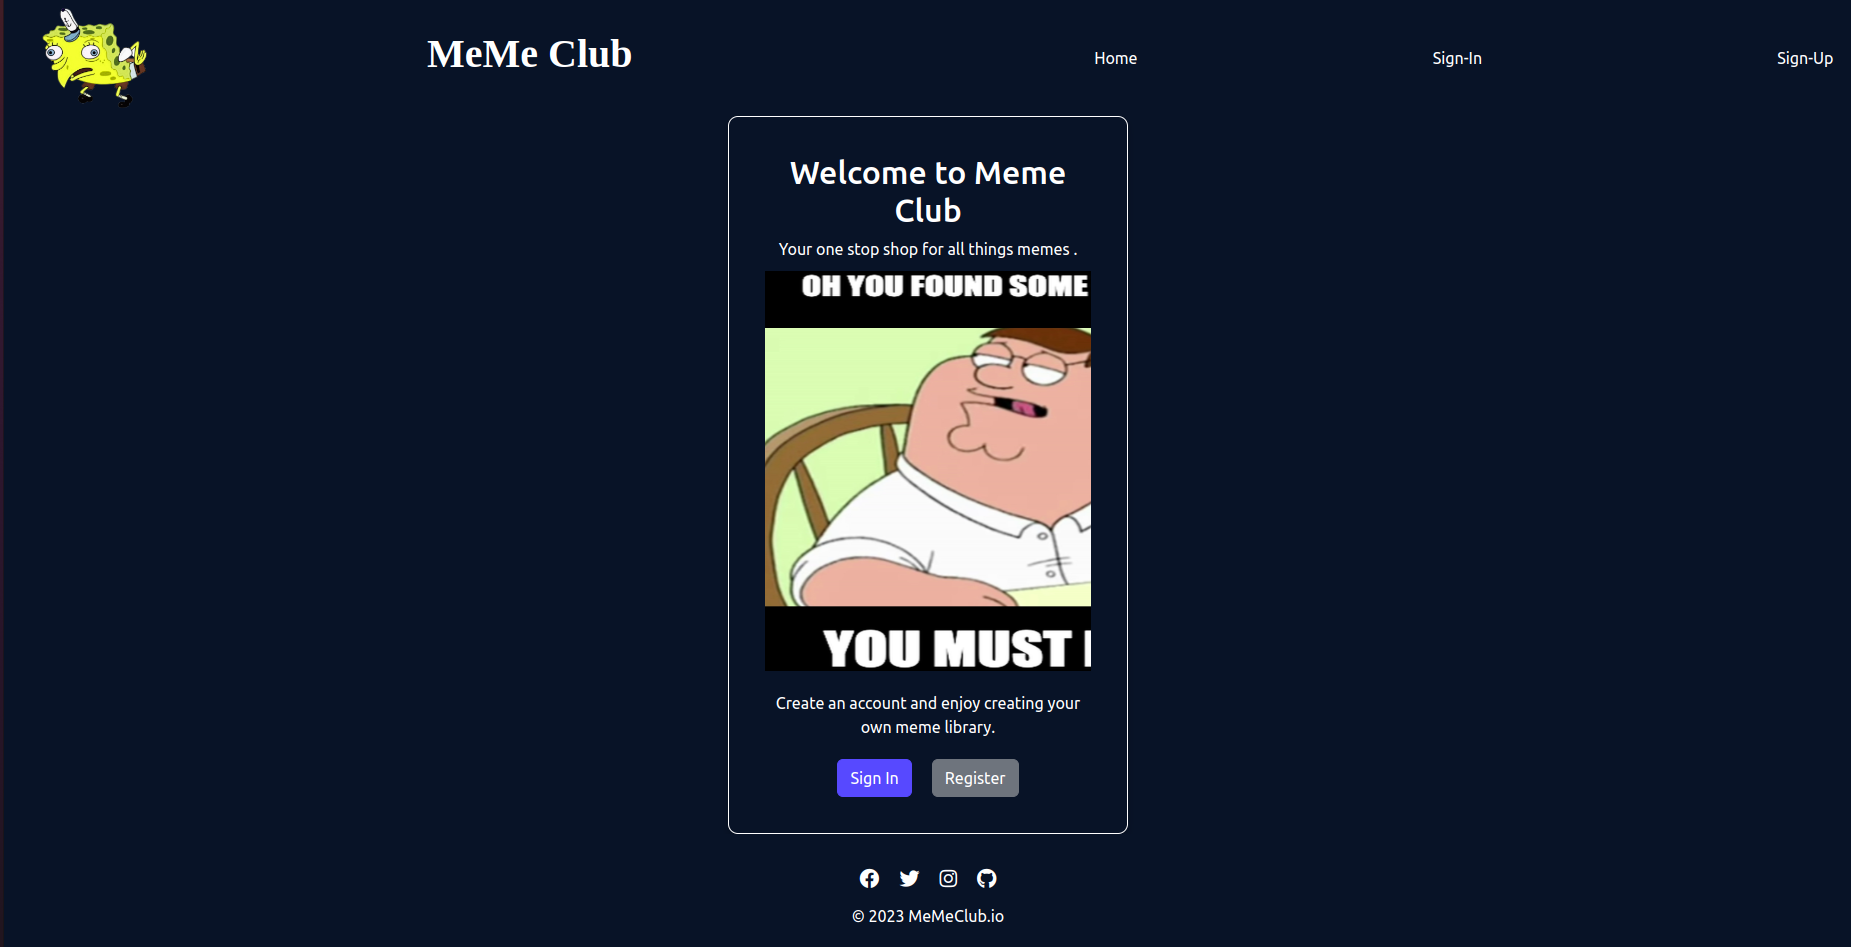 MeMe Club
Home
Sign-In
Sign-Up
Welcome to Meme
Club
Your one stop shop for all things memes .
OH YOU FOUND SOME
YOU MUST
Create an account and enjoy creating your
own meme library.
Sign In
Register
© 2023 MeMeClub.io